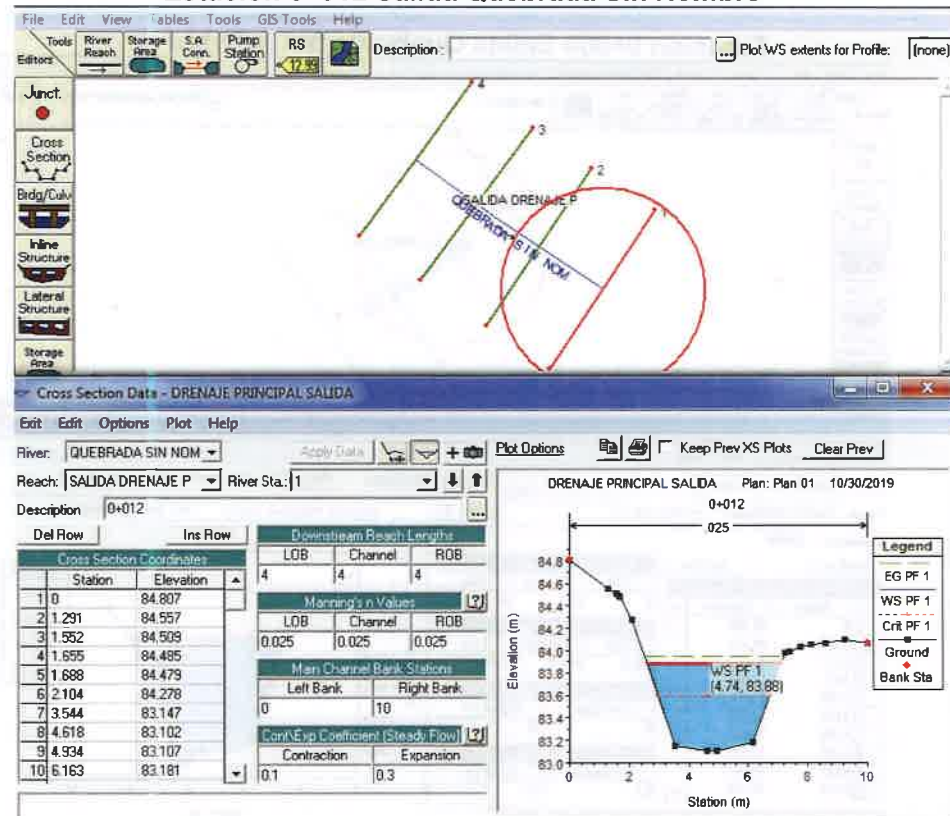 File Edit View Tables Tools GIS Tools Help
Tools
Editors
River
Reach
Storage
Area
S.A.
Conn.
Pump
Station
RS
Description :
... Plot WS extents for Profile: (none)
Junct.
Cross
Section
Brdg/Culv
Inline
Structure
Lateral
Structure
Storage
Area
4
3
2
1
SALIDA DRENAJE P
QUEBRADA SIN NOM
Cross Section Data - DRENAJE PRINCIPAL SALIDA
Exit Edit Options Plot Help
River: QUEBRADA SIN NOM Apply Data
Reach: SALIDA DRENAJE P River Sta.: 1
Description 0+012 ...
Del Row Ins Row
Cross Section Coordinates
Station Elevation
1 0 84.807
2 1.291 84.557
3 1.552 84.509
4 1.655 84.485
5 1.688 84.479
6 2.104 84.278
7 3.544 83.147
8 4.618 83.102
9 4.934 83.107
10 6.163 83.181
Downstream Reach Lengths
LOB Channel ROB
4 4 4
Manning's n Values [?]
LOB Channel ROB
0.025 0.025 0.025
Main Channel Bank Stations
Left Bank Right Bank
0 10
Cont\Exp Coefficient (Steady Flow) [?]
Contraction Expansion
0.1 0.3
Plot Options Keep Prev XS Plots Clear Prev
DRENAJE PRINCIPAL SALIDA Plan: Plan 01 10/30/2019
0+012
.025
84.8
84.6
84.4
84.2
84.0
83.8
83.6
83.4
83.2
83.0
Elevation (m)
WS PF 1
(4.74, 83.88)
0 2 4 6 8 10
Station (m)
Legend
EG PF 1
WS PF 1
Crit PF 1
Ground
Bank Sta